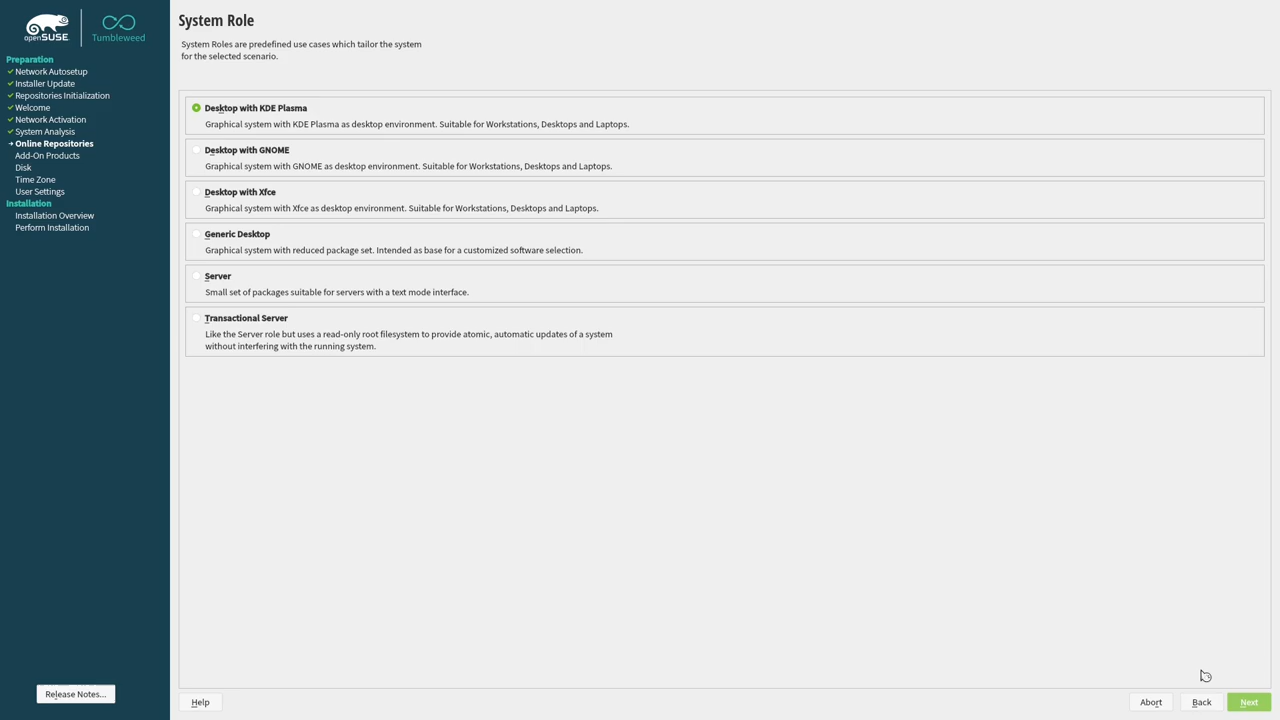 openSUSE
Tumbleweed
Preparation
Network Autosetup
Installer Update
Repositories Initialization
Welcome
Network Activation
System Analysis
Online Repositories
Add-On Products
Disk
Time Zone
User Settings
Installation
Installation Overview
Perform Installation
Release Notes...
System Role
System Roles are predefined use cases which tailor the system
for the selected scenario.
Desktop with KDE Plasma
Graphical system with KDE Plasma as desktop environment. Suitable for Workstations, Desktops and Laptops.
Desktop with GNOME
Graphical system with GNOME as desktop environment. Suitable for Workstations, Desktops and Laptops.
Desktop with Xfce
Graphical system with Xfce as desktop environment. Suitable for Workstations, Desktops and Laptops.
Generic Desktop
Graphical system with reduced package set. Intended as base for a customized software selection.
Server
Small set of packages suitable for servers with a text mode interface.
Transactional Server
Like the Server role but uses a read-only root filesystem to provide atomic, automatic updates of a system
without interfering with the running system.
Help
Abort
Back
Next